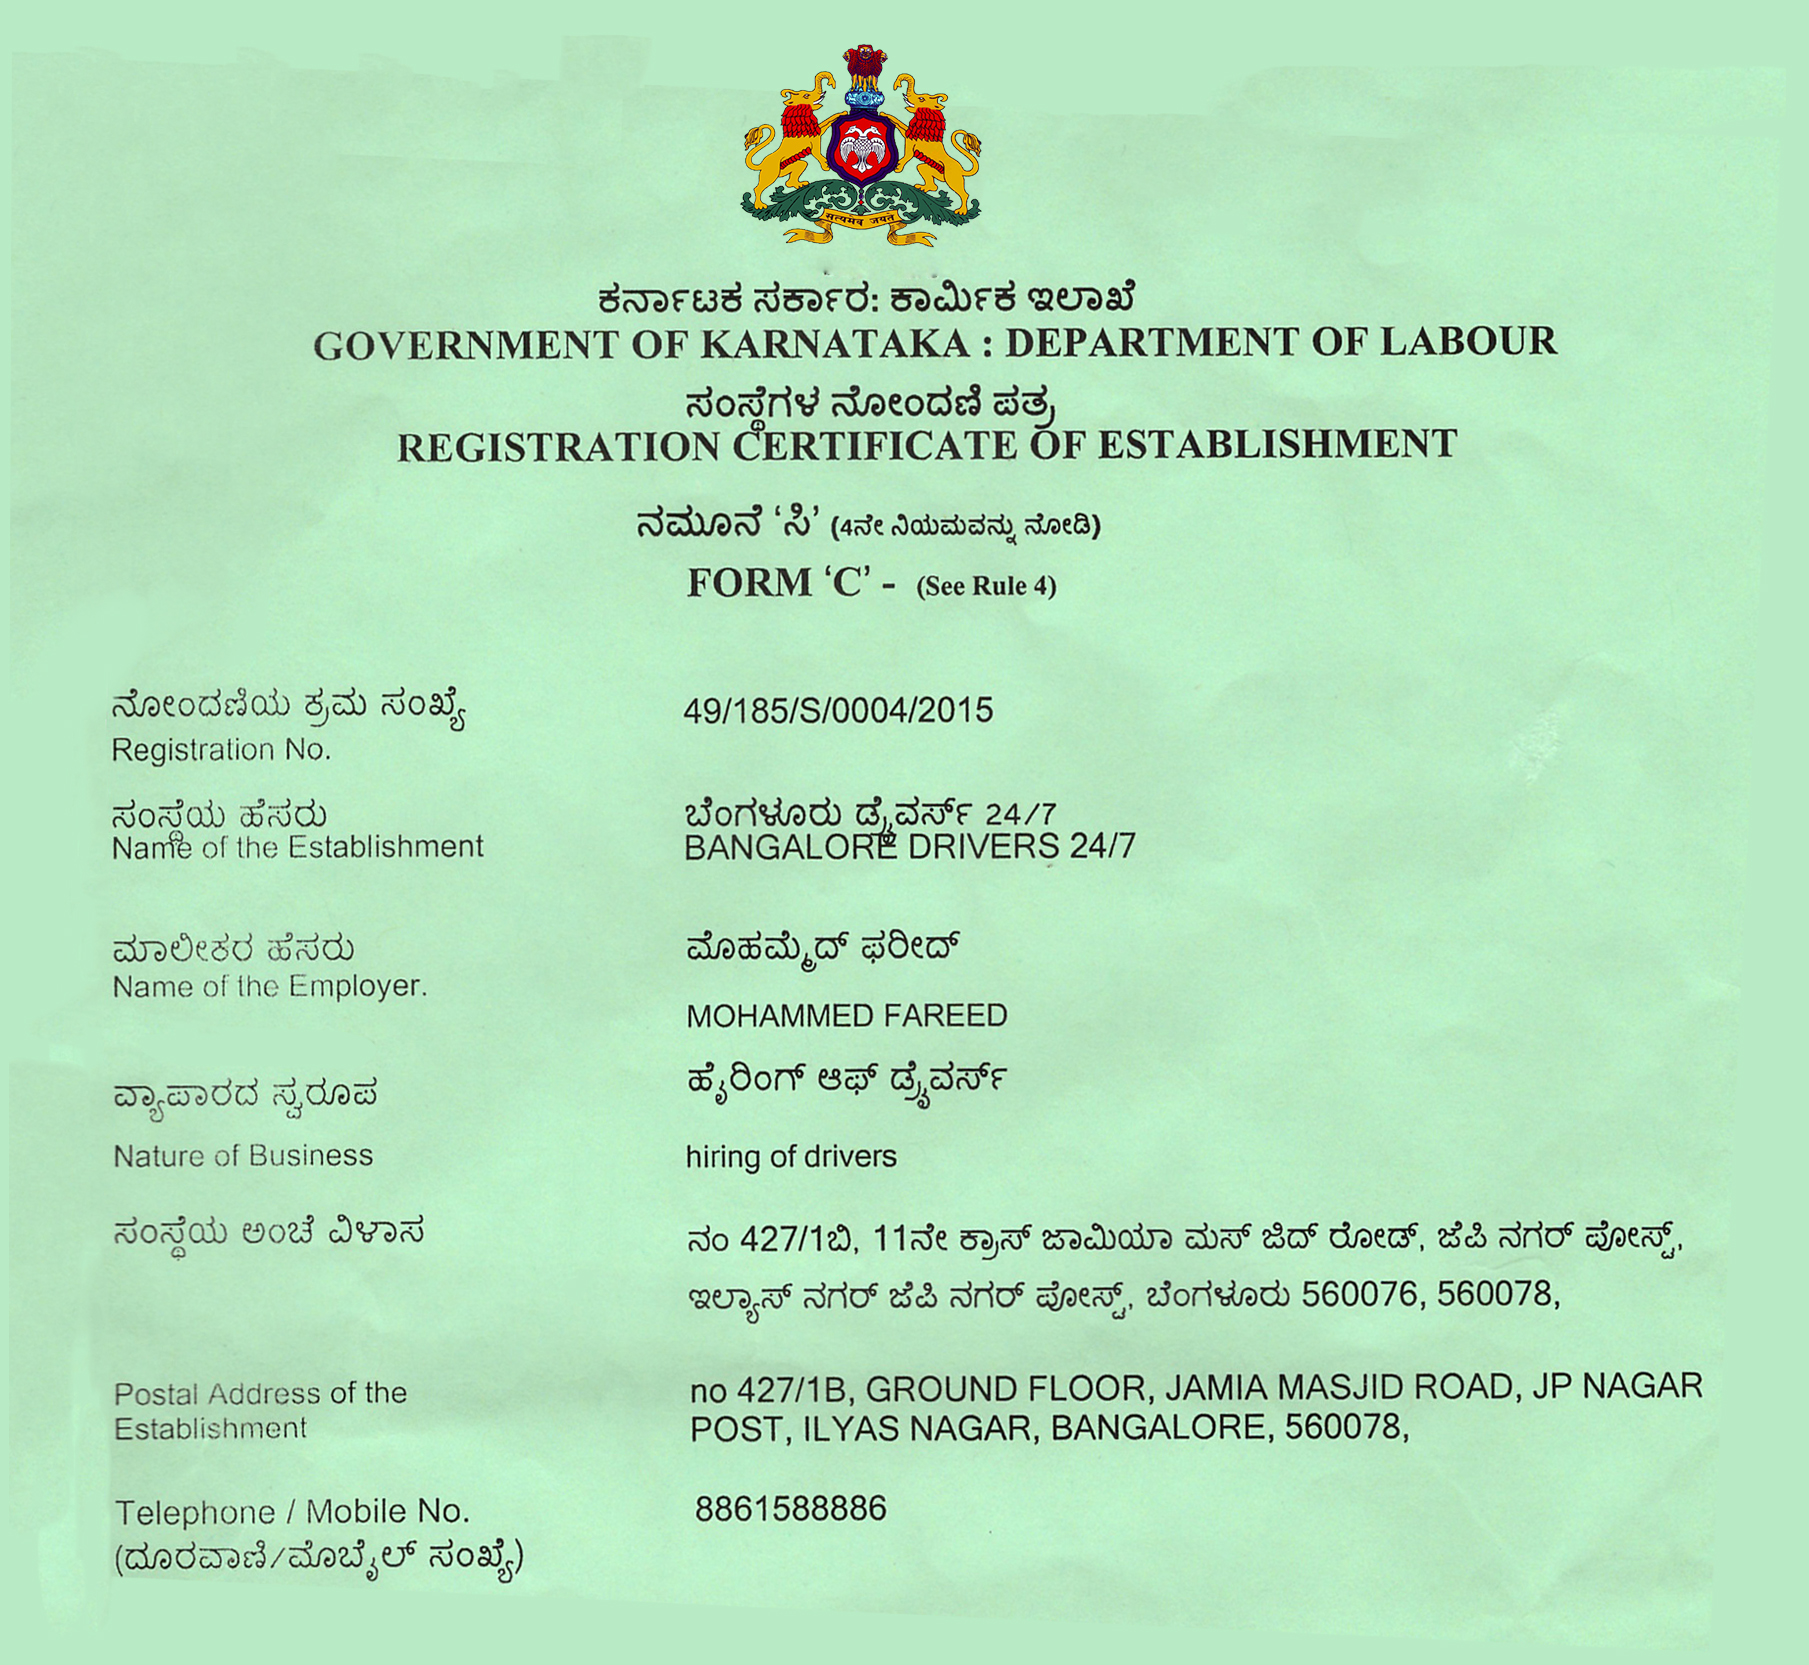 सत्यमेव जयते
ಕರ್ನಾಟಕ ಸರ್ಕಾರ: ಕಾರ್ಮಿಕ ಇಲಾಖೆ
GOVERNMENT OF KARNATAKA : DEPARTMENT OF LABOUR
ಸಂಸ್ಥೆಗಳ ನೋಂದಣಿ ಪತ್ರ
REGISTRATION CERTIFICATE OF ESTABLISHMENT
ನಮೂನೆ ‘ಸಿ’ (4ನೇ ನಿಯಮವನ್ನು ನೋಡಿ)
FORM ‘C’ - (See Rule 4)
ನೋಂದಣಿಯ ಕ್ರಮ ಸಂಖ್ಯೆ 49/185/S/0004/2015
Registration No.
ಸಂಸ್ಥೆಯ ಹೆಸರು ಬೆಂಗಳೂರು ಡ್ರೈವರ್ಸ್ 24/7
Name of the Establishment BANGALORE DRIVERS 24/7
ಮಾಲೀಕರ ಹೆಸರು ಮೊಹಮ್ಮೆದ್ ಫರೀದ್
Name of the Employer.
MOHAMMED FAREED
ವ್ಯಾಪಾರದ ಸ್ವರೂಪ ಹೈರಿಂಗ್ ಆಫ್ ಡ್ರೈವರ್ಸ್
Nature of Business hiring of drivers
ಸಂಸ್ಥೆಯ ಅಂಚೆ ವಿಳಾಸ ನಂ 427/1ಬಿ, 11ನೇ ಕ್ರಾಸ್ ಜಾಮಿಯಾ ಮಸ್ ಜಿದ್ ರೋಡ್, ಜೆಪಿ ನಗರ್ ಪೋಸ್ಟ್,
ಇಲ್ಯಾಸ್ ನಗರ್ ಜೆಪಿ ನಗರ್ ಪೋಸ್ಟ್, ಬೆಂಗಳೂರು 560076, 560078,
Postal Address of the no 427/1B, GROUND FLOOR, JAMIA MASJID ROAD, JP NAGAR
Establishment POST, ILYAS NAGAR, BANGALORE, 560078,
Telephone / Mobile No. 8861588886
(ದೂರವಾಣಿ/ಮೊಬೈಲ್ ಸಂಖ್ಯೆ)